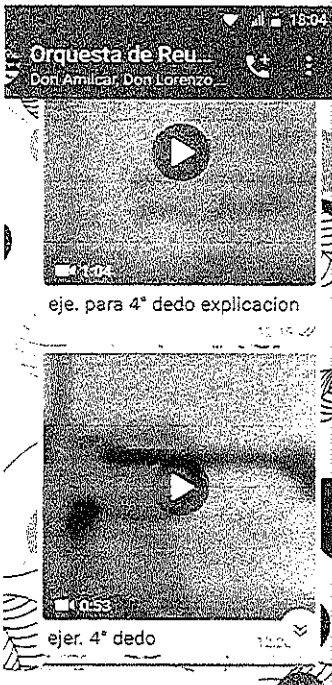 18:04
Orquesta de Reu...
Don Amilcar, Don Lorenzo...
1:04
eje. para 4° dedo explicacion
0:53
ejer. 4° dedo